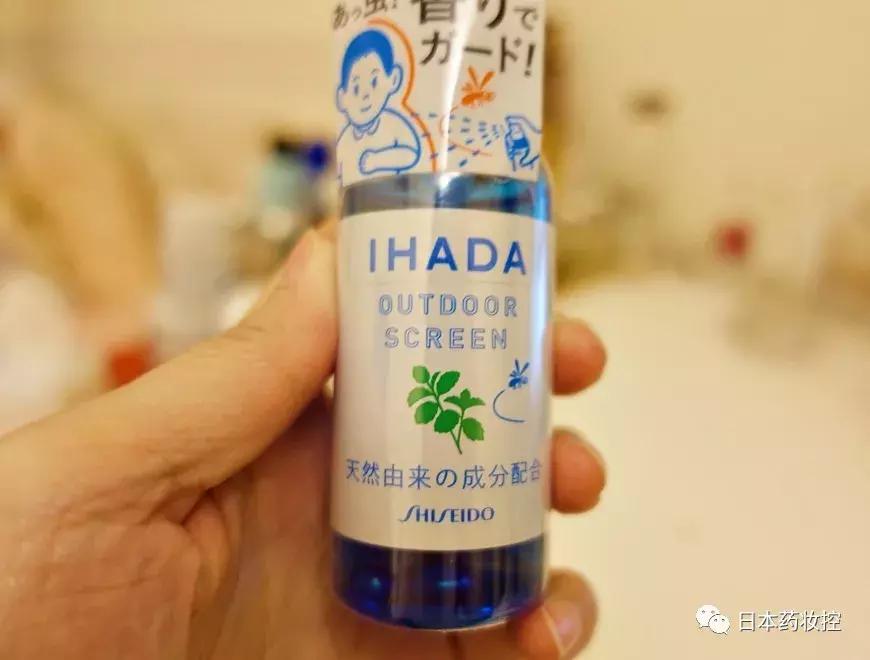 あっ虫!
香りで
ガード!
IHADA
OUTDOOR
SCREEN
天然由来の成分配合
SHISEIDO
日本药妆控